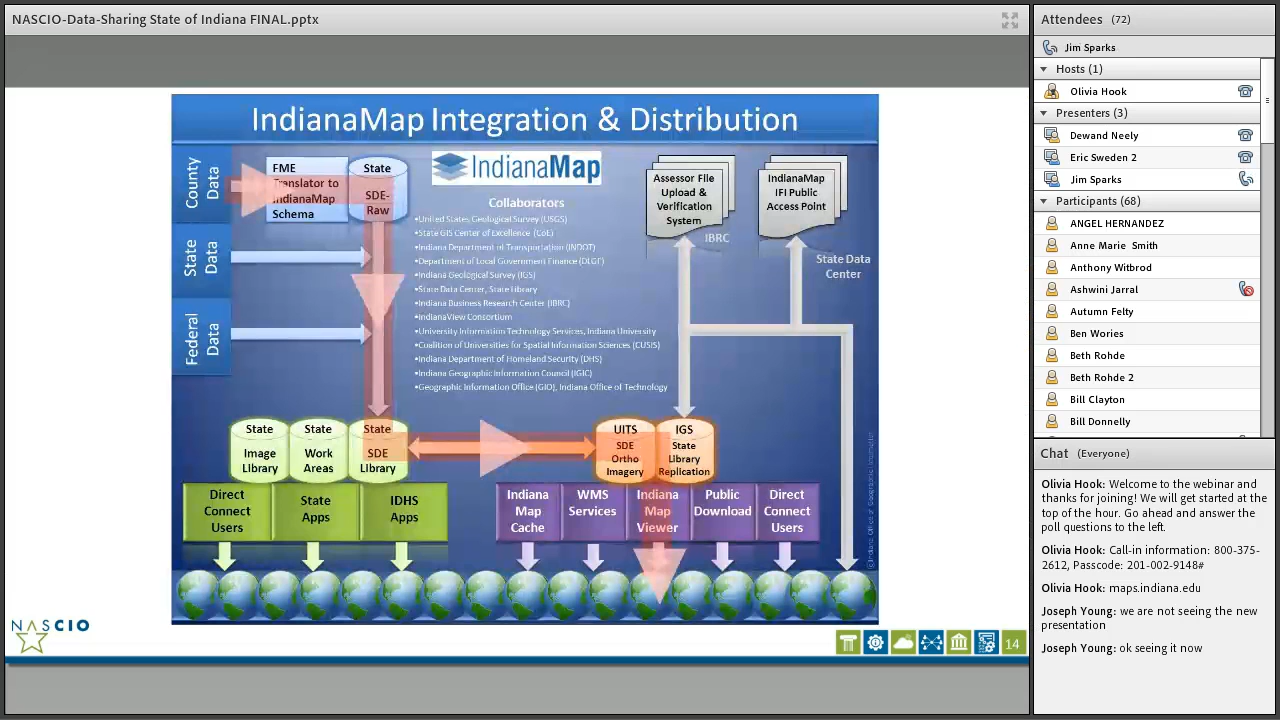 NASCIO-Data-Sharing State of Indiana FINAL.pptx
IndianaMap Integration & Distribution
County
Data
State
Data
Federal
Data
FME
Translator to
IndianaMap
Schema
State
SDE-
Raw
IndianaMap
Collaborators
•United States Geological Survey (USGS)
•State GIS Center of Excellence (CoE)
•Indiana Department of Transportation (INDOT)
•Department of Local Government Finance (DLGF)
•Indiana Geological Survey (IGS)
•State Data Center, State Library
•Indiana Business Research Center (IBRC)
•IndianaView Consortium
•University Information Technology Services, Indiana University
•Coalition of Universities for Spatial Information Sciences (CUSIS)
•Indiana Department of Homeland Security (DHS)
•Indiana Geographic Information Council (IGIC)
•Geographic Information Office (GIO), Indiana Office of Technology
Assessor File
Upload &
Verification
System
IBRC
IndianaMap
IFI Public
Access Point
State Data
Center
State
Image
Library
State
Work
Areas
State
SDE
Library
UITS
SDE
Ortho
Imagery
IGS
State
Library
Replication
Direct
Connect
Users
State
Apps
IDHS
Apps
Indiana
Map
Cache
WMS
Services
Indiana
Map
Viewer
Public
Download
Direct
Connect
Users
NASCIO
14
Attendees (72)
Jim Sparks
Hosts (1)
Olivia Hook
Presenters (3)
Dewand Neely
Eric Sweden 2
Jim Sparks
Participants (68)
ANGEL HERNANDEZ
Anne Marie Smith
Anthony Witbrod
Ashwini Jarral
Autumn Felty
Ben Wories
Beth Rohde
Beth Rohde 2
Bill Clayton
Bill Donnelly
Chat (Everyone)
Olivia Hook: Welcome to the webinar and
thanks for joining! We will get started at the
top of the hour. Go ahead and answer the
poll questions to the left.
Olivia Hook: Call in information: 800-375-
2612, Passcode: 201-002-9148#
Olivia Hook: maps.indiana.edu
Joseph Young: we are not seeing the new
presentation
Joseph Young: ok seeing it now